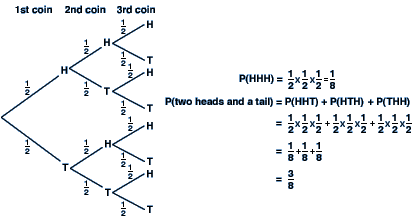 1st coin 2nd coin 3rd coin
1/2 H
1/2 H
1/2 T
1/2 H
1/2 H
1/2 T
1/2 T
1/2 H
1/2 H
1/2 T
1/2 T
1/2 H
1/2 T
1/2 T
P(HHH) = 1/2 x 1/2 x 1/2 = 1/8
P(two heads and a tail) = P(HHT) + P(HTH) + P(THH)
= 1/2 x 1/2 x 1/2 + 1/2 x 1/2 x 1/2 + 1/2 x 1/2 x 1/2
= 1/8 + 1/8 + 1/8
= 3/8